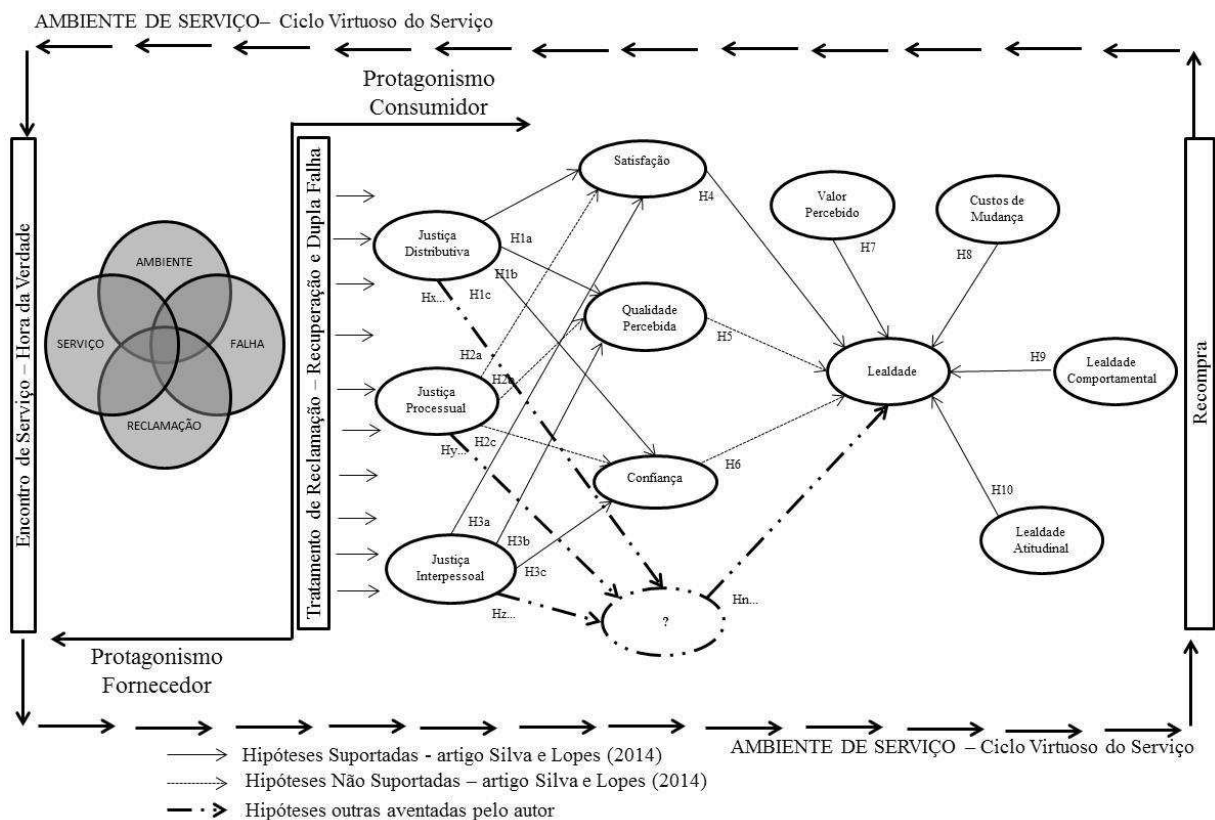 AMBIENTE DE SERVIÇO– Ciclo Virtuoso do Serviço
Protagonismo
Consumidor
Encontro de Serviço – Hora da Verdade
AMBIENTE
SERVIÇO
FALHA
RECLAMAÇÃO
Tratamento de Reclamação – Recuperação e Dupla Falha
Satisfação
H4
Valor
Percebido
H7
Custos de
Mudança
H8
Justiça
Distributiva
H1a
H1b
H1c
Hx...
Qualidade
Percebida
H5
Lealdade
H9
Lealdade
Comportamental
Recompra
H2a
H2b
Justiça
Processual
H2c
Hy...
Confiança
H6
H10
Lealdade
Atitudinal
H3a
H3b
H3c
Justiça
Interpessoal
Hz...
?
Hn...
Protagonismo
Fornecedor
AMBIENTE DE SERVIÇO – Ciclo Virtuoso do Serviço
Hipóteses Suportadas - artigo Silva e Lopes (2014)
Hipóteses Não Suportadas – artigo Silva e Lopes (2014)
Hipóteses outras aventadas pelo autor